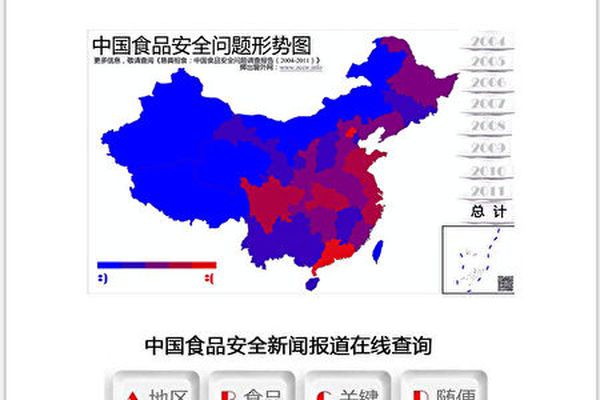 中国食品安全问题形势图
更多信息，敬请查阅《易粪相食：中国食品安全问题调查报告（2004-2011）》
掷出窗外网：www.zccw.info
2004
2005
2006
2007
2008
2009
2010
2011
总 计
:) :(
中国食品安全新闻报道在线查询
A 地区 B 食品 C 关键 D 随便